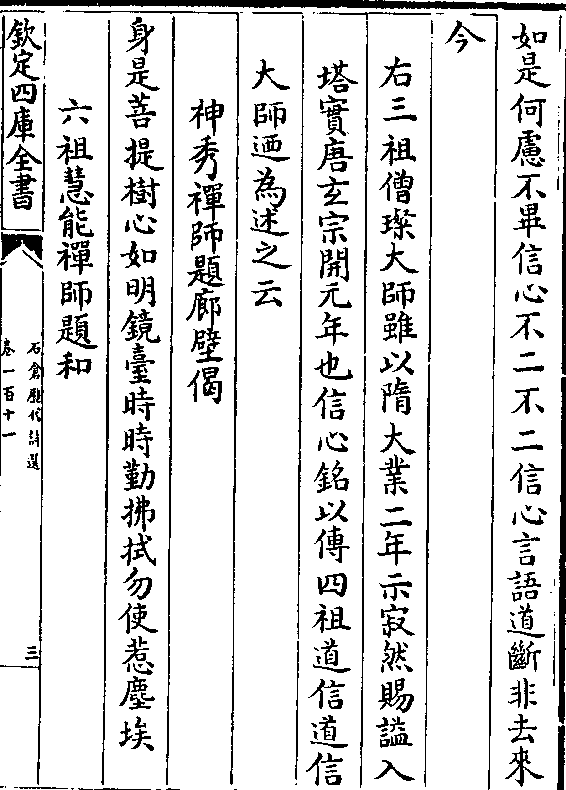 如是何慮不畢信心不二不二信心言語道斷非去來
今
右三祖僧璨大師雖以隋大業二年示寂然賜謚入
塔實唐玄宗開元年也信心銘以傳四祖道信道信
大師迺為述之云
神秀禪師題廊壁偈
身是菩提樹心如明鏡臺時時勤拂拭勿使惹塵埃
六祖慧能禪師題和
欽定四庫全書
石倉歷代詩選
卷一百十一
三